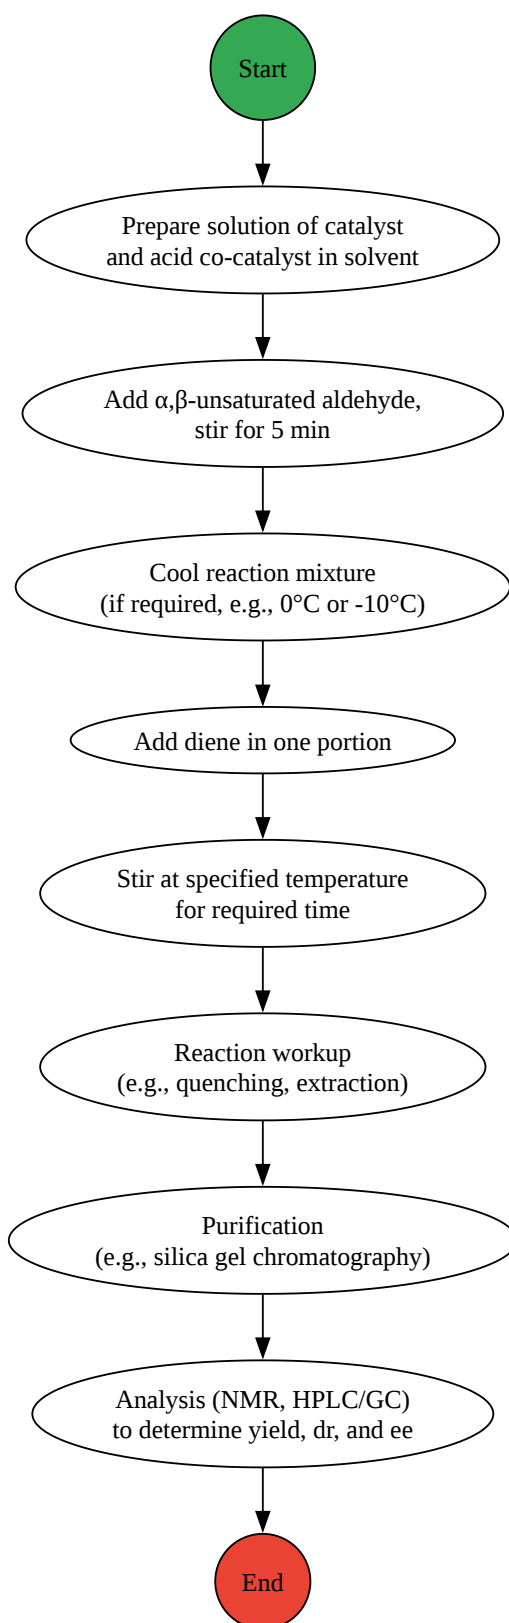 Start
Prepare solution of catalyst
and acid co-catalyst in solvent
Add α,β-unsaturated aldehyde,
stir for 5 min
Cool reaction mixture
(if required, e.g., 0°C or -10°C)
Add diene in one portion
Stir at specified temperature
for required time
Reaction workup
(e.g., quenching, extraction)
Purification
(e.g., silica gel chromatography)
Analysis (NMR, HPLC/GC)
to determine yield, dr, and ee
End